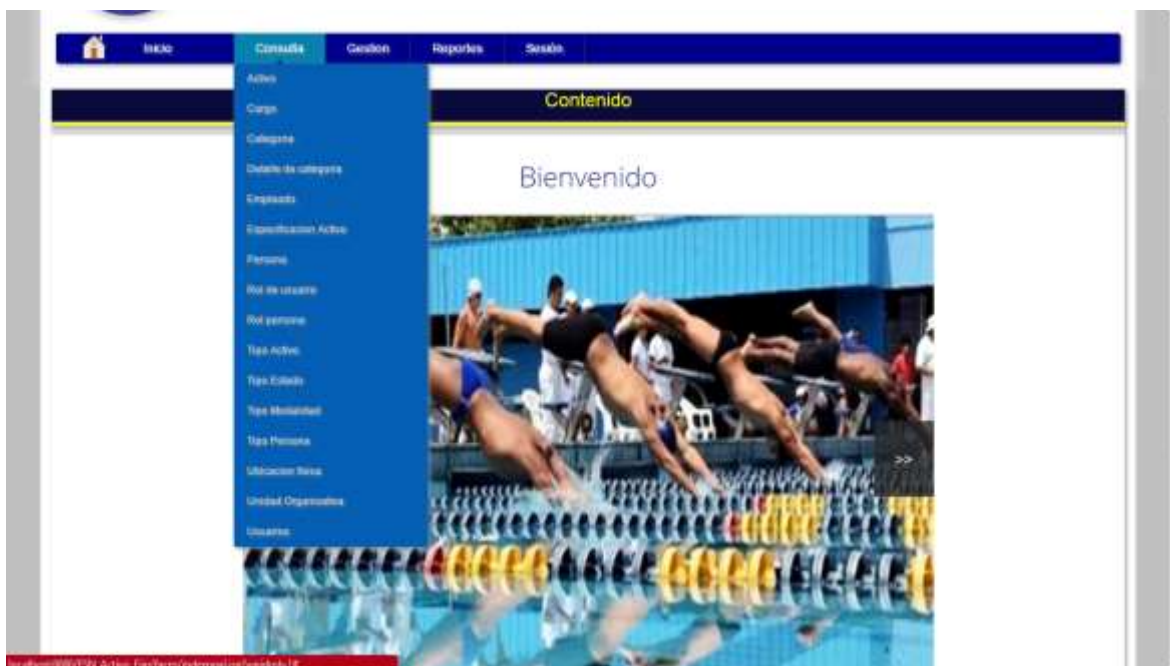 Inicio
Consulta
Gestion
Reportes
Sesión
Activo
Cargo
Contenido
Categoria
Detalle de categoria
Bienvenido
Empleado
Especificacion Activo
Persona
Rol de usuario
Rol persona
Tipo Activo
Tipo Estado
Tipo Modalidad
Tipo Persona
Ubicacion fisica
>>
Unidad Organizativa
Usuarios